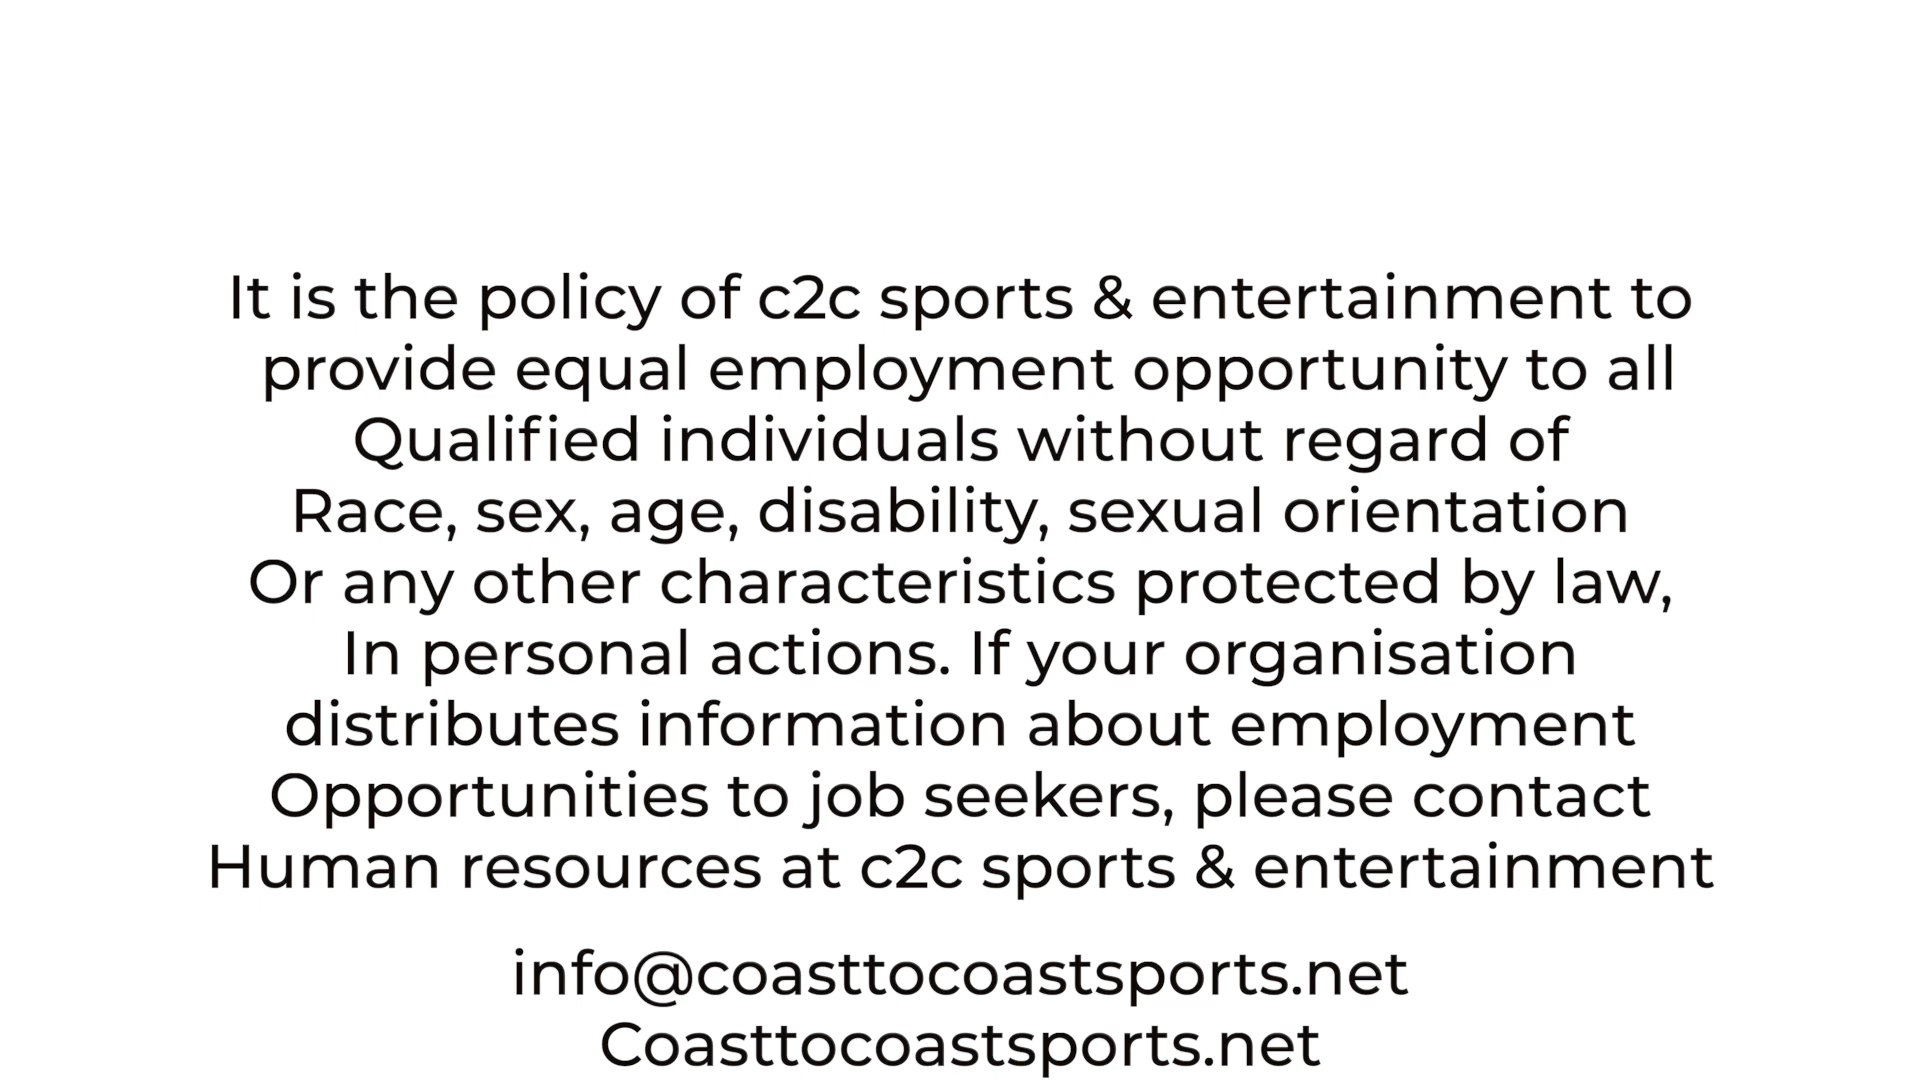 It is the policy of c2c sports & entertainment to
provide equal employment opportunity to all
Qualified individuals without regard of
Race, sex, age, disability, sexual orientation
Or any other characteristics protected by law,
In personal actions. If your organisation
distributes information about employment
Opportunities to job seekers, please contact
Human resources at c2c sports & entertainment
info@coasttocoastsports.net
Coasttocoastsports.net